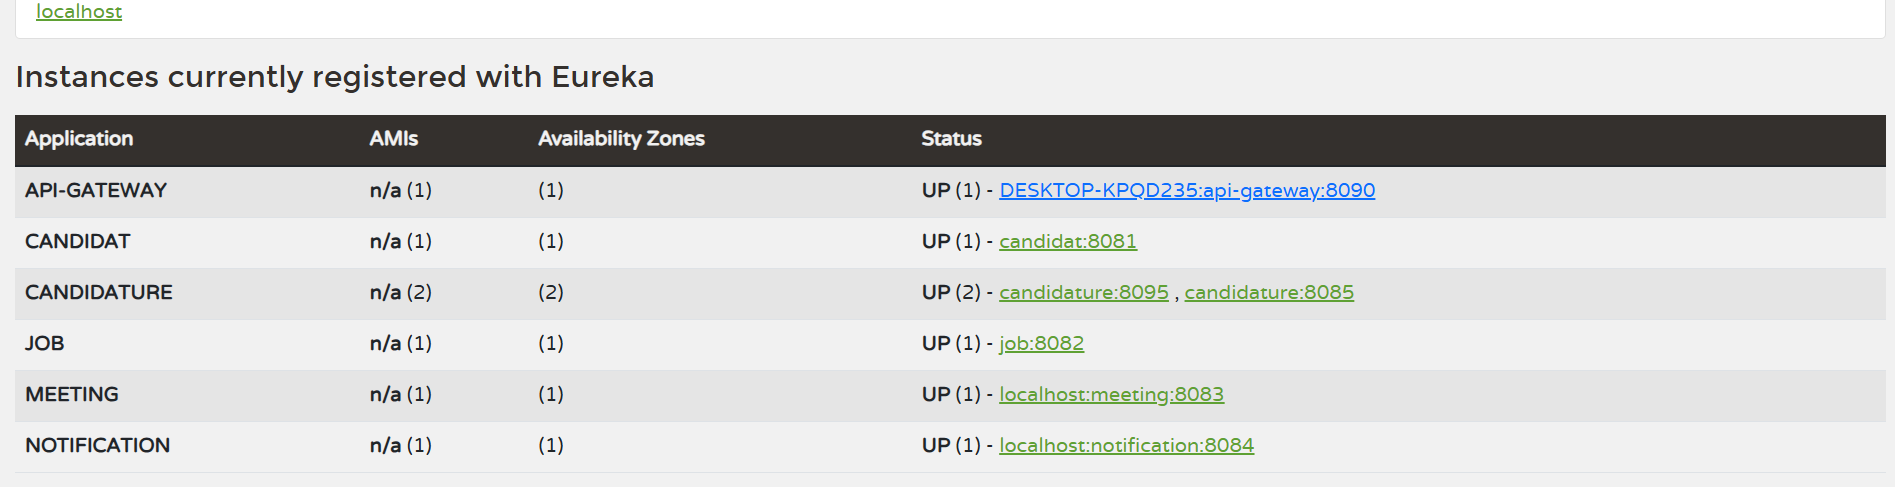 localhost
Instances currently registered with Eureka
Application AMIs Availability Zones Status
API-GATEWAY n/a (1) (1) UP (1) - DESKTOP-KPQD235:api-gateway:8090
CANDIDAT n/a (1) (1) UP (1) - candidat:8081
CANDIDATURE n/a (2) (2) UP (2) - candidature:8095 , candidature:8085
JOB n/a (1) (1) UP (1) - job:8082
MEETING n/a (1) (1) UP (1) - localhost:meeting:8083
NOTIFICATION n/a (1) (1) UP (1) - localhost:notification:8084